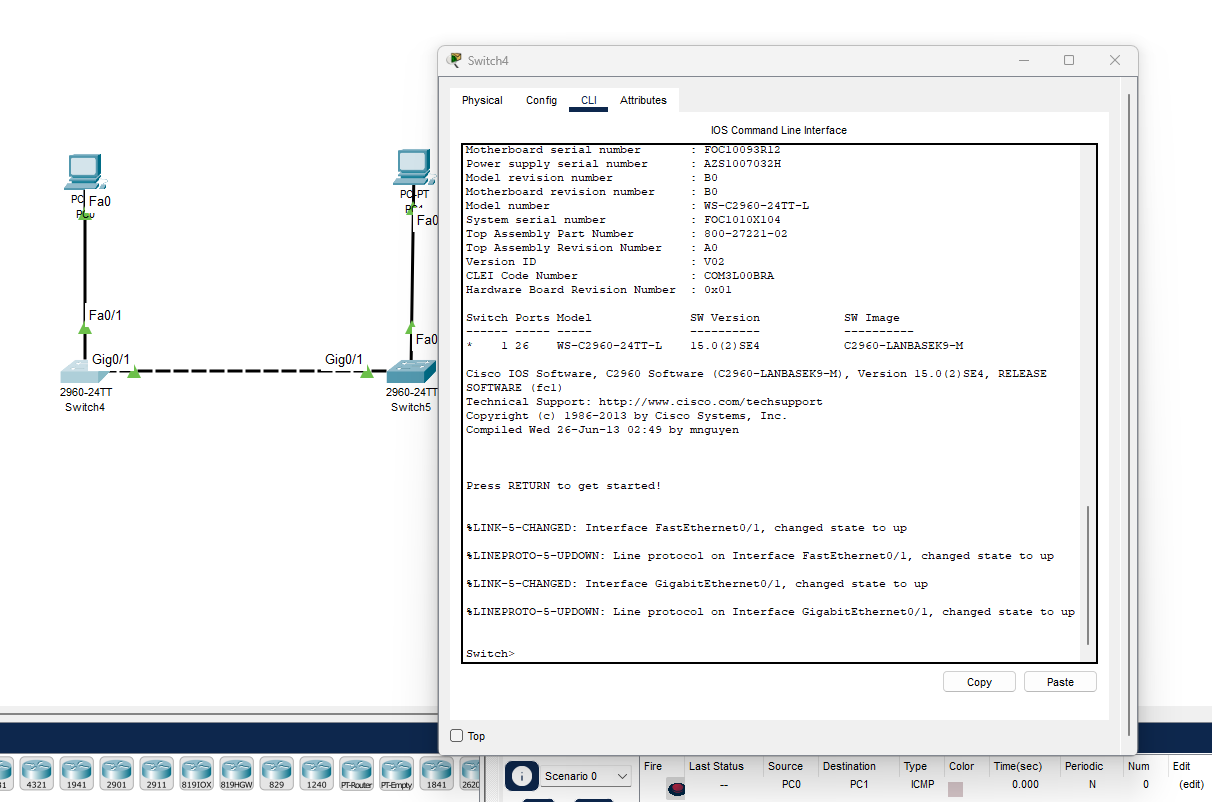 Switch4
Physical Config CLI Attributes
IOS Command Line Interface
Motherboard serial number : FOC10093R12
Power supply serial number : AZS1007032H
Model revision number : B0
Motherboard revision number : B0
Model number : WS-C2960-24TT-L
System serial number : FOC1010X104
Top Assembly Part Number : 800-27221-02
Top Assembly Revision Number : A0
Version ID : V02
CLEI Code Number : COM3L00BRA
Hardware Board Revision Number : 0x01
Switch Ports Model SW Version SW Image
------ ----- ----- ---------- ----------
* 1 26 WS-C2960-24TT-L 15.0(2)SE4 C2960-LANBASEK9-M
Cisco IOS Software, C2960 Software (C2960-LANBASEK9-M), Version 15.0(2)SE4, RELEASE
SOFTWARE (fc1)
Technical Support: http://www.cisco.com/techsupport
Copyright (c) 1986-2013 by Cisco Systems, Inc.
Compiled Wed 26-Jun-13 02:49 by mnguyen
Press RETURN to get started!
%LINK-5-CHANGED: Interface FastEthernet0/1, changed state to up
%LINEPROTO-5-UPDOWN: Line protocol on Interface FastEthernet0/1, changed state to up
%LINK-5-CHANGED: Interface GigabitEthernet0/1, changed state to up
%LINEPROTO-5-UPDOWN: Line protocol on Interface GigabitEthernet0/1, changed state to up
Switch>
Copy Paste
Top
PC Fa0
PC0
PC-PT
PC1
Fa0
Fa0/1
Fa0
Gig0/1 Gig0/1
2960-24TT 2960-24TT
Switch4 Switch5
4321 1941 2901 2911 819IOX 819HGW 829 1240 PT-Router PT-Empty 1841
Scenario 0
Fire Last Status Source Destination Type Color Time(sec) Periodic Num Edit
-- PC0 PC1 ICMP 0.000 N 0 (edit)